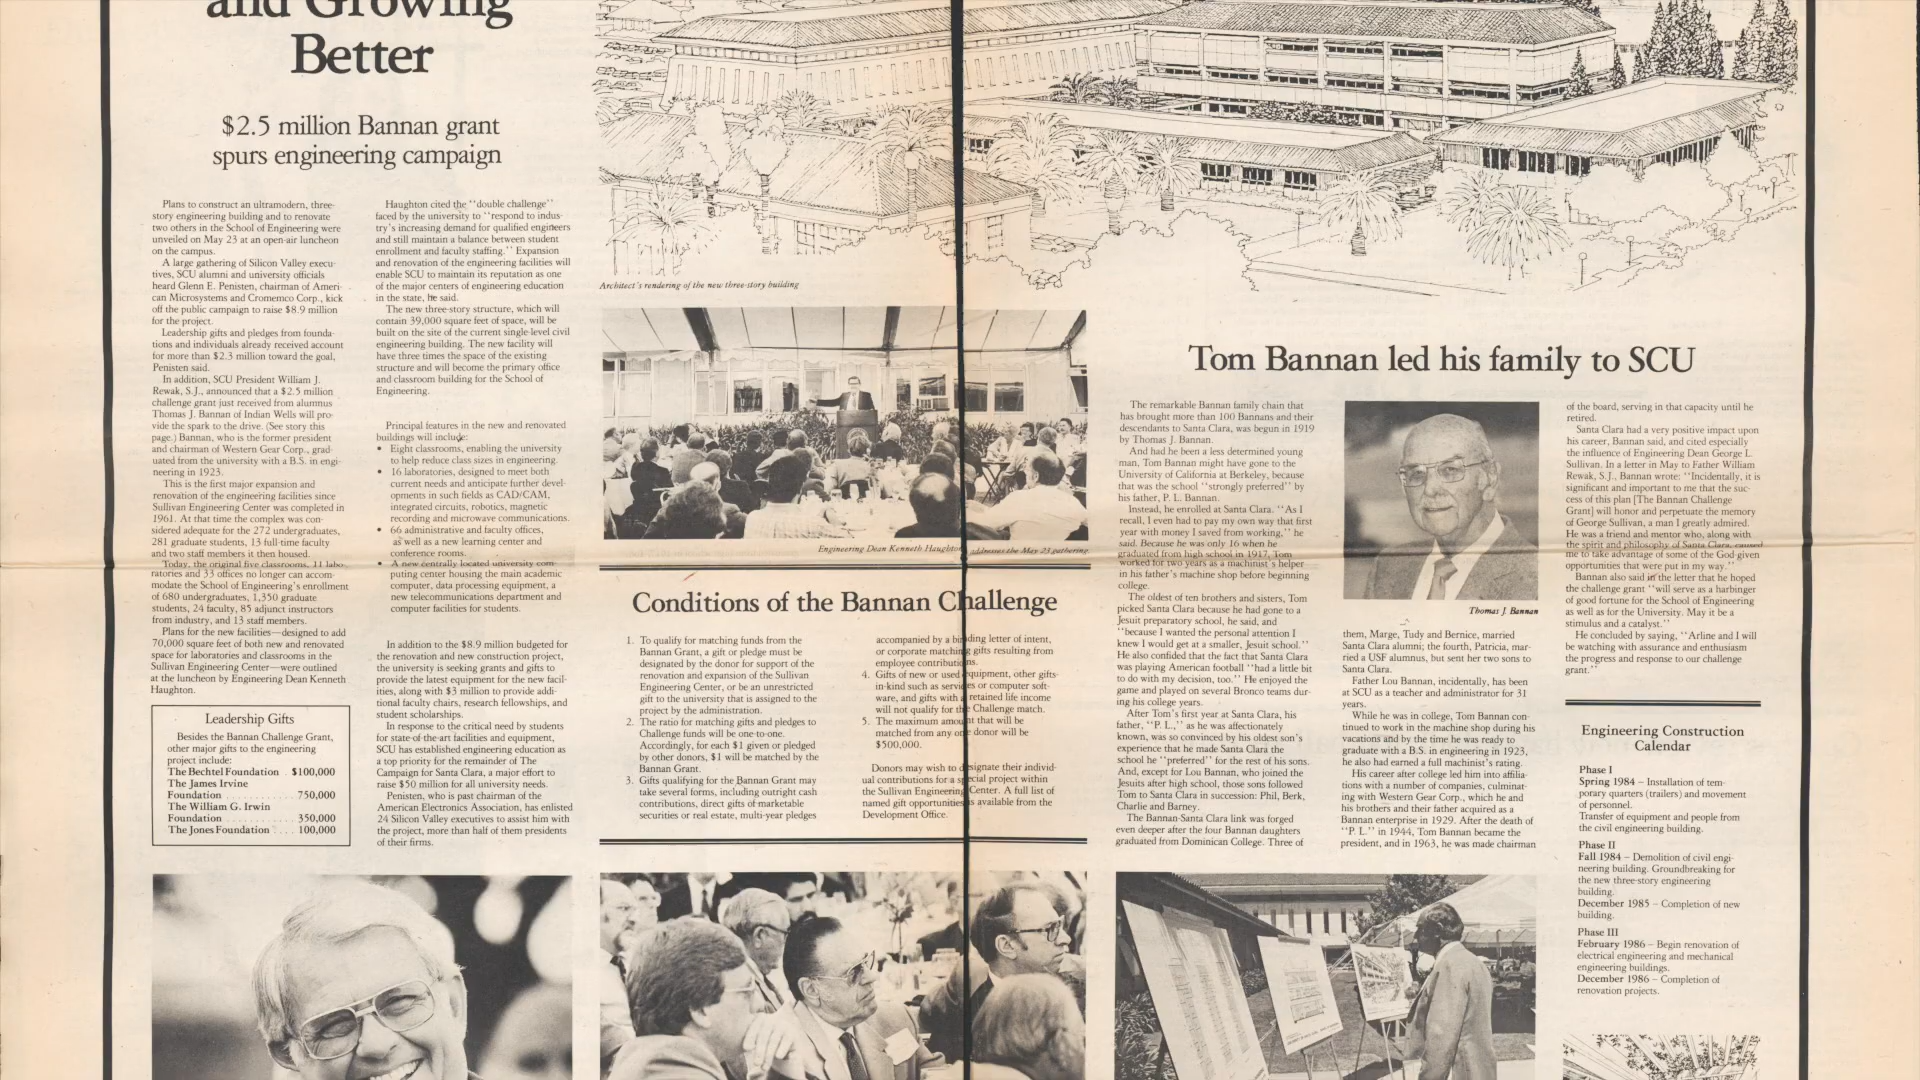 and Growing
Better
$2.5 million Bannan grant
spurs engineering campaign
Plans to construct an ultramodern, three-
story engineering building and to renovate
two others in the School of Engineering were
unveiled on May 23 at an open-air luncheon
on the campus.
A large gathering of Silicon Valley execu-
tives, SCU alumni and university officials
heard Glenn E. Penisten, chairman of Ameri-
can Microsystems and Cromemco Corp., kick
off the public campaign to raise $8.9 million
for the project.
Leadership gifts and pledges from founda-
tions and individuals already received account
for more than $2.3 million toward the goal,
Penisten said.
In addition, SCU President William J.
Rewak, S.J., announced that a $2.5 million
challenge grant just received from alumnus
Thomas J. Bannan of Indian Wells will pro-
vide the spark to the drive. (See story this
page.) Bannan, who is the former president
and chairman of Western Gear Corp., grad-
uated from the university with a B.S. in engi-
neering in 1923.
This is the first major expansion and
renovation of the engineering facilities since
Sullivan Engineering Center was completed in
1961. At that time the complex was con-
sidered adequate for the 272 undergraduates,
281 graduate students, 13 full-time faculty
and two staff members it then housed.
Today, the original five classrooms, 11 labo-
ratories and 33 offices no longer can accom-
modate the School of Engineering's enrollment
of 680 undergraduates, 1,350 graduate
students, 24 faculty, 85 adjunct instructors
from industry, and 13 staff members.
Plans for the new facilities—designed to add
70,000 square feet of both new and renovated
space for laboratories and classrooms in the
Sullivan Engineering Center—were outlined
at the luncheon by Engineering Dean Kenneth
Haughton.
Leadership Gifts
Besides the Bannan Challenge Grant,
other major gifts to the engineering
project include:
The Bechtel Foundation . $100,000
The James Irvine
Foundation . . . . . . . . . . . . 750,000
The William G. Irwin
Foundation . . . . . . . . . . . . 350,000
The Jones Foundation . . . . 100,000
Haughton cited the "double challenge"
faced by the university to "respond to indus-
try's increasing demand for qualified engineers
and still maintain a balance between student
enrollment and faculty staffing." Expansion
and renovation of the engineering facilities will
enable SCU to maintain its reputation as one
of the major centers of engineering education
in the state, he said.
The new three-story structure, which will
contain 39,000 square feet of space, will be
built on the site of the current single-level civil
engineering building. The new facility will
have three times the space of the existing
structure and will become the primary office
and classroom building for the School of
Engineering.
Principal features in the new and renovated
buildings will include:
• Eight classrooms, enabling the university
to help reduce class sizes in engineering.
• 16 laboratories, designed to meet both
current needs and anticipate further devel-
opments in such fields as CAD/CAM,
integrated circuits, robotics, magnetic
recording and microwave communications.
• 66 administrative and faculty offices,
as well as a new learning center and
conference rooms.
• A new centrally located university com-
puting center housing the main academic
computer, data processing equipment, a
new telecommunications department and
computer facilities for students.
In addition to the $8.9 million budgeted for
the renovation and new construction project,
the university is seeking grants and gifts to
provide the latest equipment for the new facil-
ities, along with $3 million to provide addi-
tional faculty chairs, research fellowships, and
student scholarships.
In response to the critical need by students
for state-of-the-art facilities and equipment,
SCU has established engineering education as
a top priority for the remainder of The
Campaign for Santa Clara, a major effort to
raise $50 million for all university needs.
Penisten, who is past chairman of the
American Electronics Association, has enlisted
24 Silicon Valley executives to assist him with
the project, more than half of them presidents
of their firms.
Architect's rendering of the new three-story building
Engineering Dean Kenneth Haughton addresses the May 23 gathering.
Conditions of the Bannan Challenge
1. To qualify for matching funds from the
Bannan Grant, a gift or pledge must be
designated by the donor for support of the
renovation and expansion of the Sullivan
Engineering Center, or be an unrestricted
gift to the university that is assigned to the
project by the administration.
2. The ratio for matching gifts and pledges to
Challenge funds will be one-to-one.
Accordingly, for each $1 given or pledged
by other donors, $1 will be matched by the
Bannan Grant.
3. Gifts qualifying for the Bannan Grant may
take several forms, including outright cash
contributions, direct gifts of marketable
securities or real estate, multi-year pledges
accompanied by a binding letter of intent,
or corporate matching gifts resulting from
employee contributions.
4. Gifts of new or used equipment, other gifts-
in-kind such as services or computer soft-
ware, and gifts with a retained life income
will not qualify for the Challenge match.
5. The maximum amount that will be
matched from any one donor will be
$500,000.
Donors may wish to designate their individ-
ual contributions for a special project within
the Sullivan Engineering Center. A full list of
named gift opportunities is available from the
Development Office.
Tom Bannan led his family to SCU
The remarkable Bannan family chain that
has brought more than 100 Bannans and their
descendants to Santa Clara, was begun in 1919
by Thomas J. Bannan.
And had he been a less determined young
man, Tom Bannan might have gone to the
University of California at Berkeley, because
that was the school "strongly preferred" by
his father, P. L. Bannan.
Instead, he enrolled at Santa Clara. "As I
recall, I even had to pay my own way that first
year with money I saved from working," he
said. Because he was only 16 when he
graduated from high school in 1917, Tom
worked for two years as a machinist's helper
in his father's machine shop before beginning
college.
The oldest of ten brothers and sisters, Tom
picked Santa Clara because he had gone to a
Jesuit preparatory school, he said, and
"because I wanted the personal attention I
knew I would get at a smaller, Jesuit school."
He also confided that the fact that Santa Clara
was playing American football "had a little bit
to do with my decision, too." He enjoyed the
game and played on several Bronco teams dur-
ing his college years.
After Tom's first year at Santa Clara, his
father, "P. L.," as he was affectionately
known, was so convinced by his oldest son's
experience that he made Santa Clara the
school he "preferred" for the rest of his sons.
And, except for Lou Bannan, who joined the
Jesuits after high school, those sons followed
Tom to Santa Clara in succession: Phil, Berk,
Charlie and Barney.
The Bannan-Santa Clara link was forged
even deeper after the four Bannan daughters
graduated from Dominican College. Three of
Thomas J. Bannan
them, Marge, Tudy and Bernice, married
Santa Clara alumni; the fourth, Patricia, mar-
ried a USF alumnus, but sent her two sons to
Santa Clara.
Father Lou Bannan, incidentally, has been
at SCU as a teacher and administrator for 31
years.
While he was in college, Tom Bannan con-
tinued to work in the machine shop during his
vacations and by the time he was ready to
graduate with a B.S. in engineering in 1923,
he also had earned a full machinist's rating.
His career after college led him into affilia-
tions with a number of companies, culminat-
ing with Western Gear Corp., which he and
his brothers and their father acquired as a
Bannan enterprise in 1929. After the death of
"P. L." in 1944, Tom Bannan became the
president, and in 1963, he was made chairman
of the board, serving in that capacity until he
retired.
Santa Clara had a very positive impact upon
his career, Bannan said, and cited especially
the influence of Engineering Dean George L.
Sullivan. In a letter in May to Father William
Rewak, S.J., Bannan wrote: "Incidentally, it is
significant and important to me that the suc-
cess of this plan [The Bannan Challenge
Grant] will honor and perpetuate the memory
of George Sullivan, a man I greatly admired.
He was a friend and mentor who, along with
the spirit and philosophy of Santa Clara, caused
me to take advantage of some of the God given
opportunities that were put in my way."
Bannan also said in the letter that he hoped
the challenge grant "will serve as a harbinger
of good fortune for the School of Engineering
as well as for the University. May it be a
stimulus and a catalyst."
He concluded by saying, "Arline and I will
be watching with assurance and enthusiasm
the progress and response to our challenge
grant."
Engineering Construction
Calendar
Phase I
Spring 1984 – Installation of tem-
porary quarters (trailers) and movement
of personnel.
Transfer of equipment and people from
the civil engineering building.
Phase II
Fall 1984 – Demolition of civil engi-
neering building. Groundbreaking for
the new three-story engineering
building.
December 1985 – Completion of new
building.
Phase III
February 1986 – Begin renovation of
electrical engineering and mechanical
engineering buildings.
December 1986 – Completion of
renovation projects.